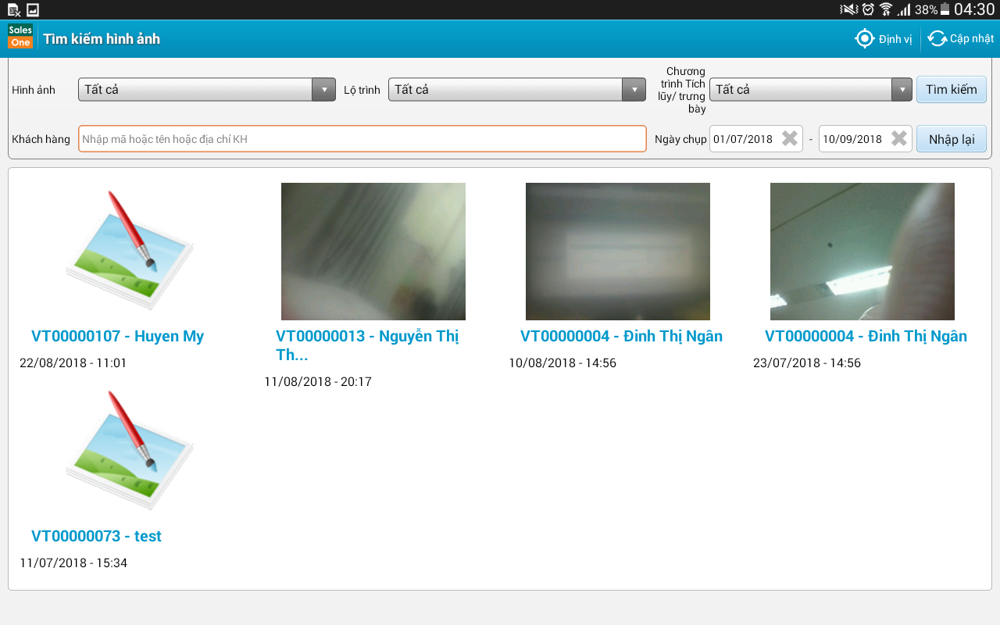 38% 04:30
Sales One
Tìm kiếm hình ảnh
Định vị
Cập nhật
Hình ảnh
Tất cả
Lộ trình
Tất cả
Chương
trình Tích
lũy/ trưng
bày
Tất cả
Tìm kiếm
Khách hàng
Nhập mã hoặc tên hoặc địa chỉ KH
Ngày chụp
01/07/2018
-
10/09/2018
Nhập lại
VT00000107 - Huyen My
22/08/2018 - 11:01
VT00000013 - Nguyễn Thị
Th...
11/08/2018 - 20:17
VT00000004 - Đinh Thị Ngân
10/08/2018 - 14:56
VT00000004 - Đinh Thị Ngân
23/07/2018 - 14:56
VT00000073 - test
11/07/2018 - 15:34